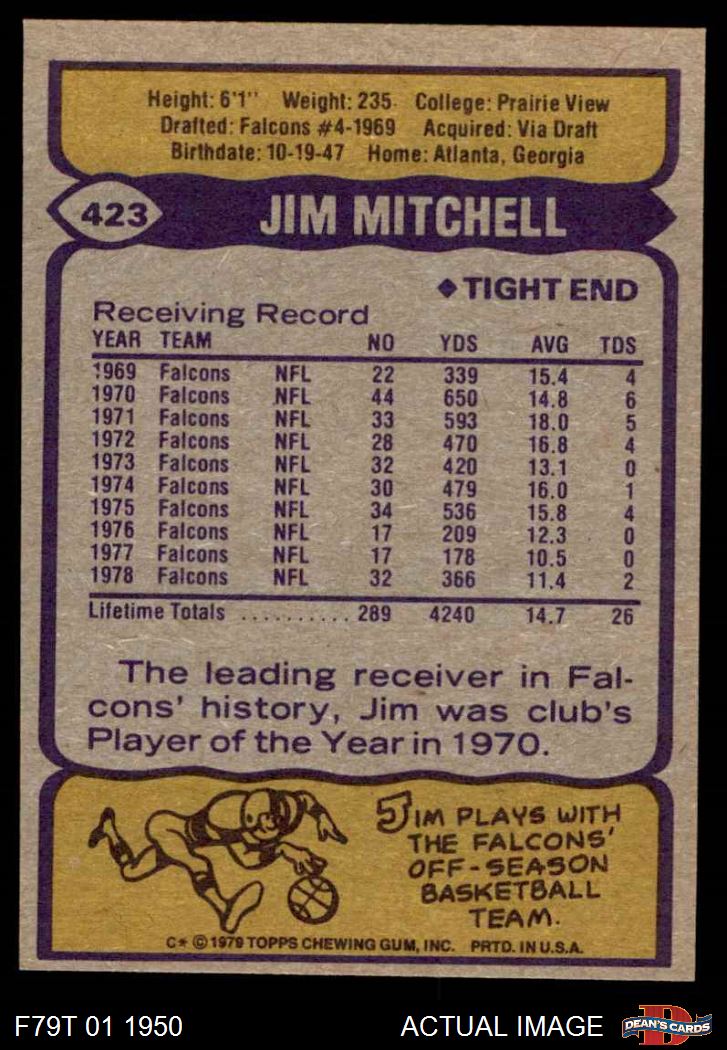 Height: 6'1" Weight: 235 College: Prairie View
Drafted: Falcons #4-1969 Acquired: Via Draft
Birthdate: 10-19-47 Home: Atlanta, Georgia
423 JIM MITCHELL
◆ TIGHT END
Receiving Record
YEAR TEAM NO YDS AVG TDS
1969 Falcons NFL 22 339 15.4 4
1970 Falcons NFL 44 650 14.8 6
1971 Falcons NFL 33 593 18.0 5
1972 Falcons NFL 28 470 16.8 4
1973 Falcons NFL 32 420 13.1 0
1974 Falcons NFL 30 479 16.0 1
1975 Falcons NFL 34 536 15.8 4
1976 Falcons NFL 17 209 12.3 0
1977 Falcons NFL 17 178 10.5 0
1978 Falcons NFL 32 366 11.4 2
Lifetime Totals .......... 289 4240 14.7 26
The leading receiver in Fal-
cons' history, Jim was club's
Player of the Year in 1970.
JIM PLAYS WITH
THE FALCONS'
OFF-SEASON
BASKETBALL
TEAM.
C* © 1979 TOPPS CHEWING GUM, INC. PRTD. IN U.S.A.
F79T 01 1950 ACTUAL IMAGE D DEAN'S CARDS